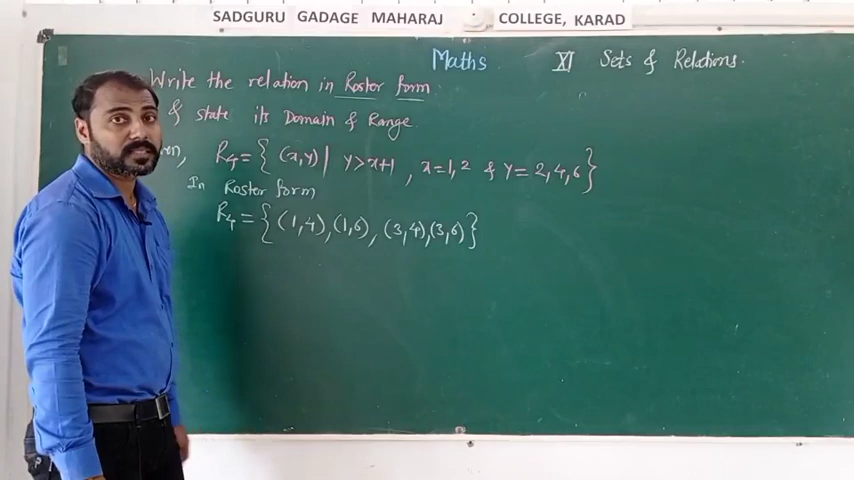 SADGURU GADAGE MAHARAJ COLLEGE, KARAD
Maths XI Sets & Relations.
Write the relation in Roster form
& state its Domain & Range.
R₄ = { (x,y) | y>x+1 , x=1,2 & y= 2,4,6 }
In Roster form
R₄ = { (1,4), (1,6), (3,4), (3,6) }